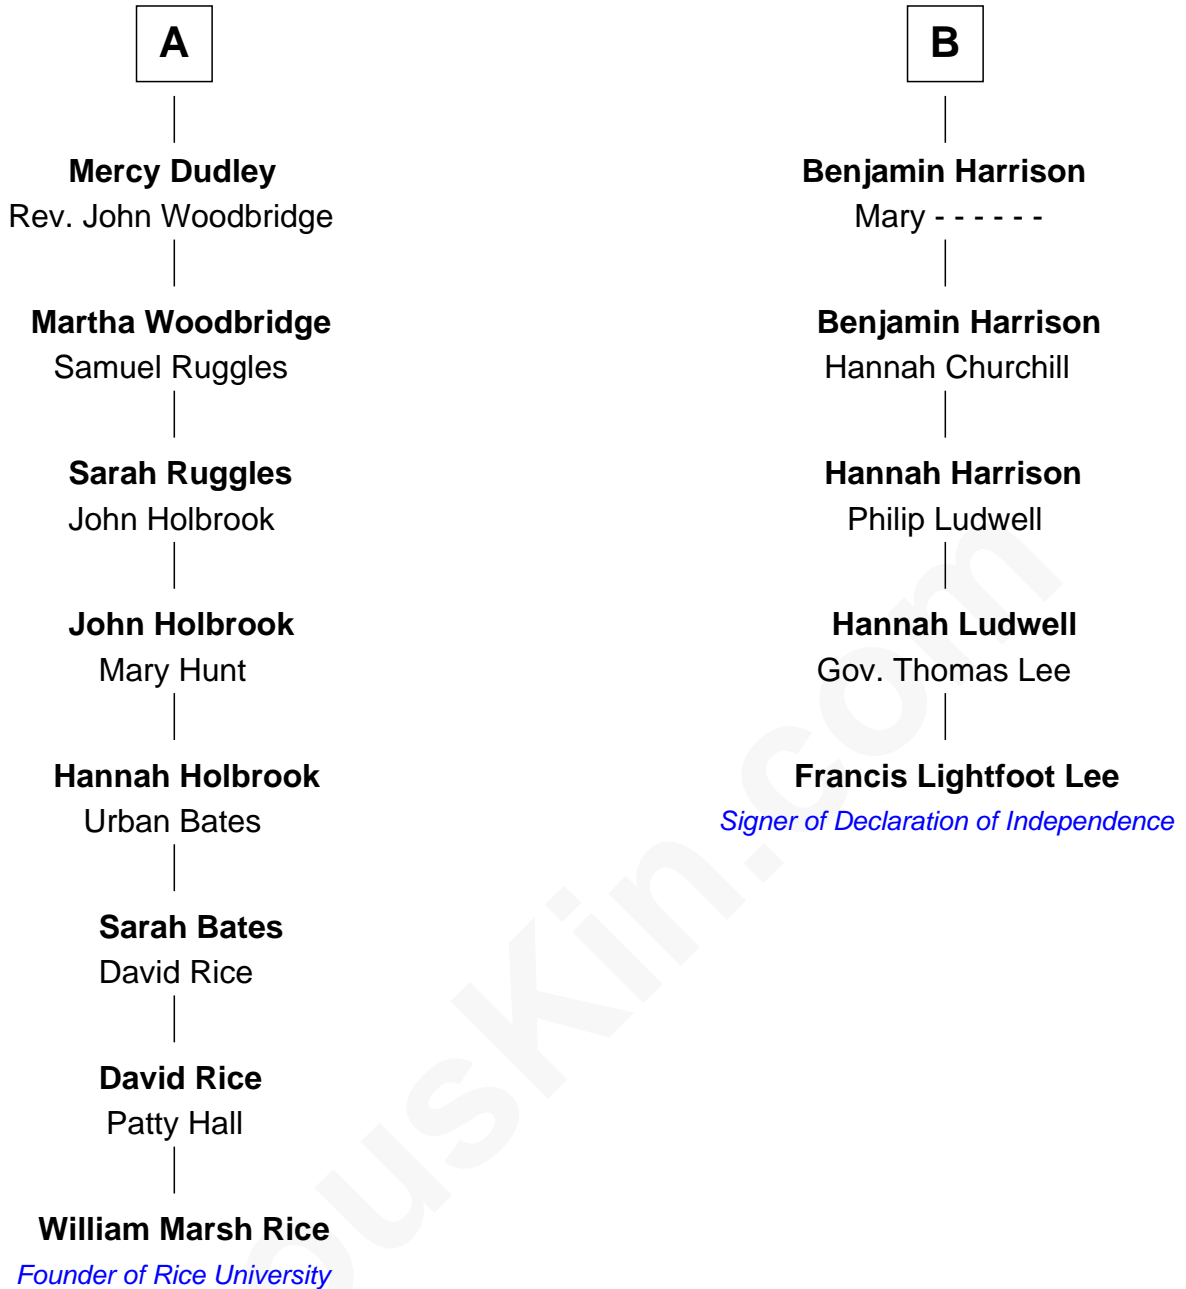 A
Mercy Dudley
Rev. John Woodbridge
Martha Woodbridge
Samuel Ruggles
Sarah Ruggles
John Holbrook
John Holbrook
Mary Hunt
Hannah Holbrook
Urban Bates
Sarah Bates
David Rice
David Rice
Patty Hall
William Marsh Rice
Founder of Rice University
B
Benjamin Harrison
Mary - - - - - -
Benjamin Harrison
Hannah Churchill
Hannah Harrison
Philip Ludwell
Hannah Ludwell
Gov. Thomas Lee
Francis Lightfoot Lee
Signer of Declaration of Independence
ousKin.com